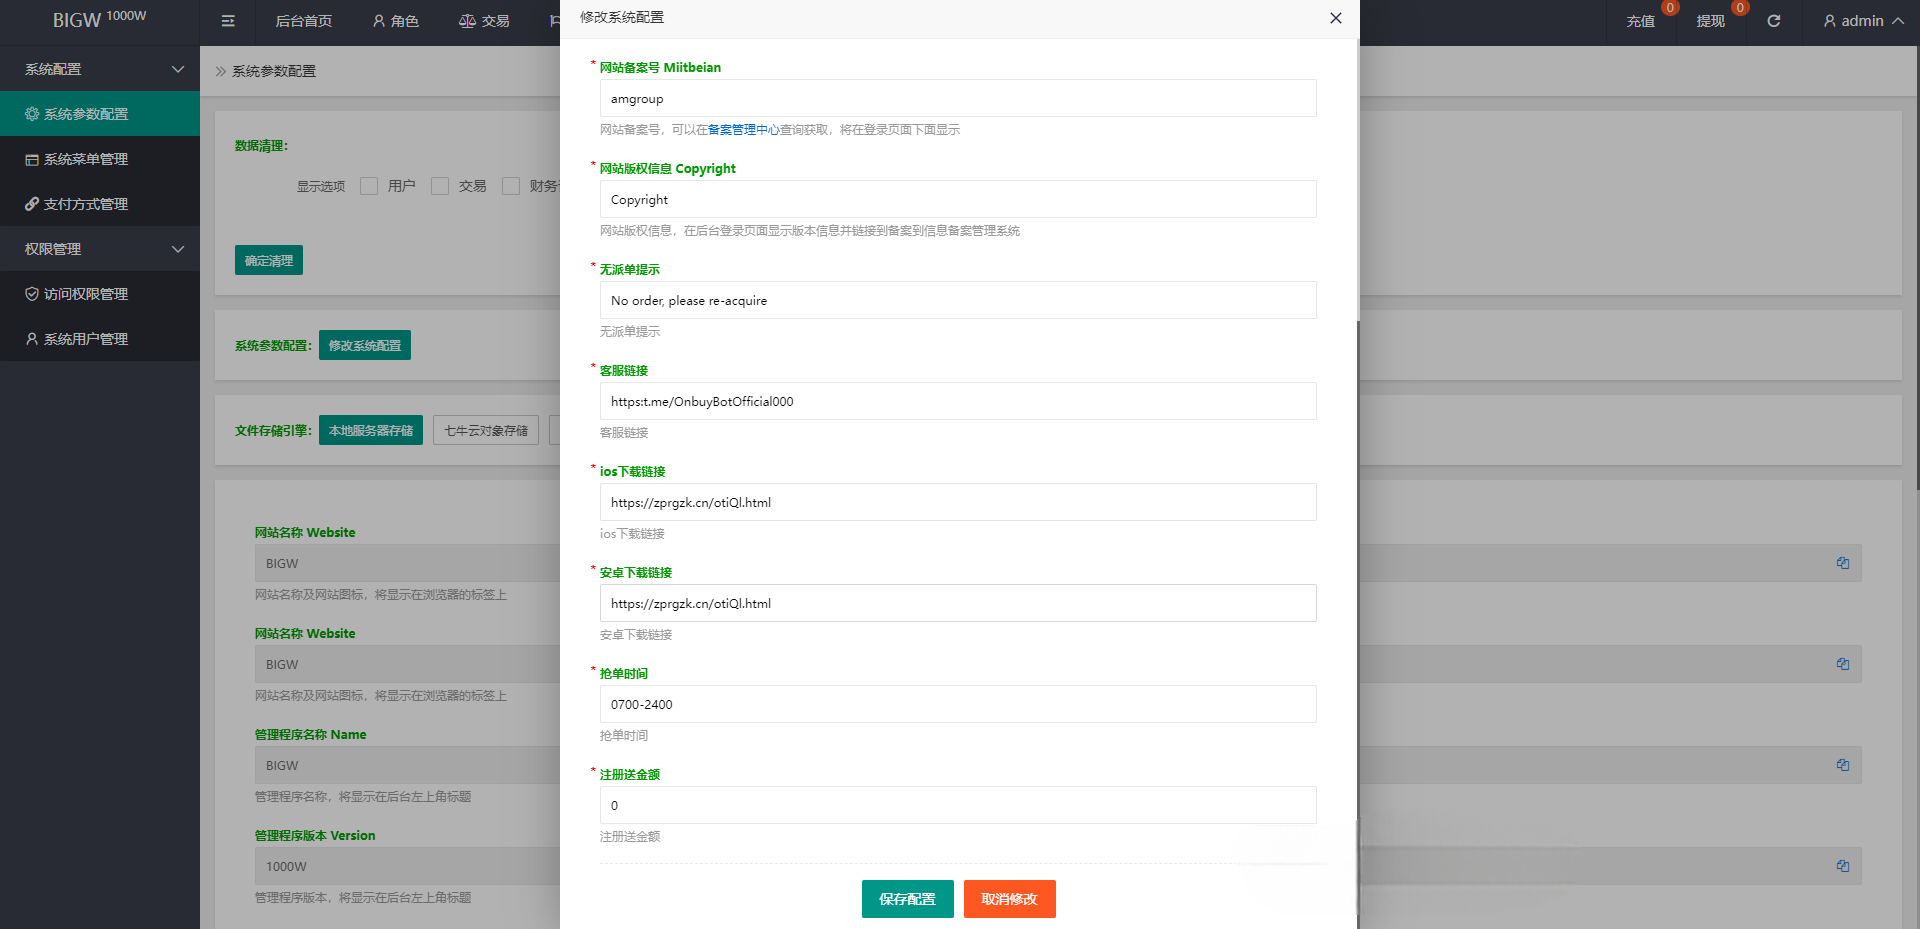 BIGW 1000W
后台首页
角色
交易
充值 0
提现 0
admin
系统配置
系统参数配置
系统菜单管理
支付方式管理
权限管理
访问权限管理
系统用户管理
系统参数配置
数据清理：
显示选项 用户 交易 财务
确定清理
系统参数配置： 修改系统配置
文件存储引擎： 本地服务器存储 七牛云对象存储
网站名称 Website
BIGW
网站名称及网站图标，将显示在浏览器的标签上
网站名称 Website
BIGW
网站名称及网站图标，将显示在浏览器的标签上
管理程序名称 Name
BIGW
管理程序名称，将显示在后台左上角标题
管理程序版本 Version
1000W
管理程序版本，将显示在后台左上角标题
修改系统配置
* 网站备案号 Miitbeian
amgroup
网站备案号，可以在备案管理中心查询获取，将在登录页面下面显示
* 网站版权信息 Copyright
Copyright
网站版权信息，在后台登录页面显示版本信息并链接到备案到信息备案管理系统
* 无派单提示
No order, please re-acquire
无派单提示
* 客服链接
https:t.me/OnbuyBotOfficial000
客服链接
* ios下载链接
https://zprgzk.cn/otiQl.html
ios下载链接
* 安卓下载链接
https://zprgzk.cn/otiQl.html
安卓下载链接
* 抢单时间
0700-2400
抢单时间
* 注册送金额
0
注册送金额
保存配置
取消修改